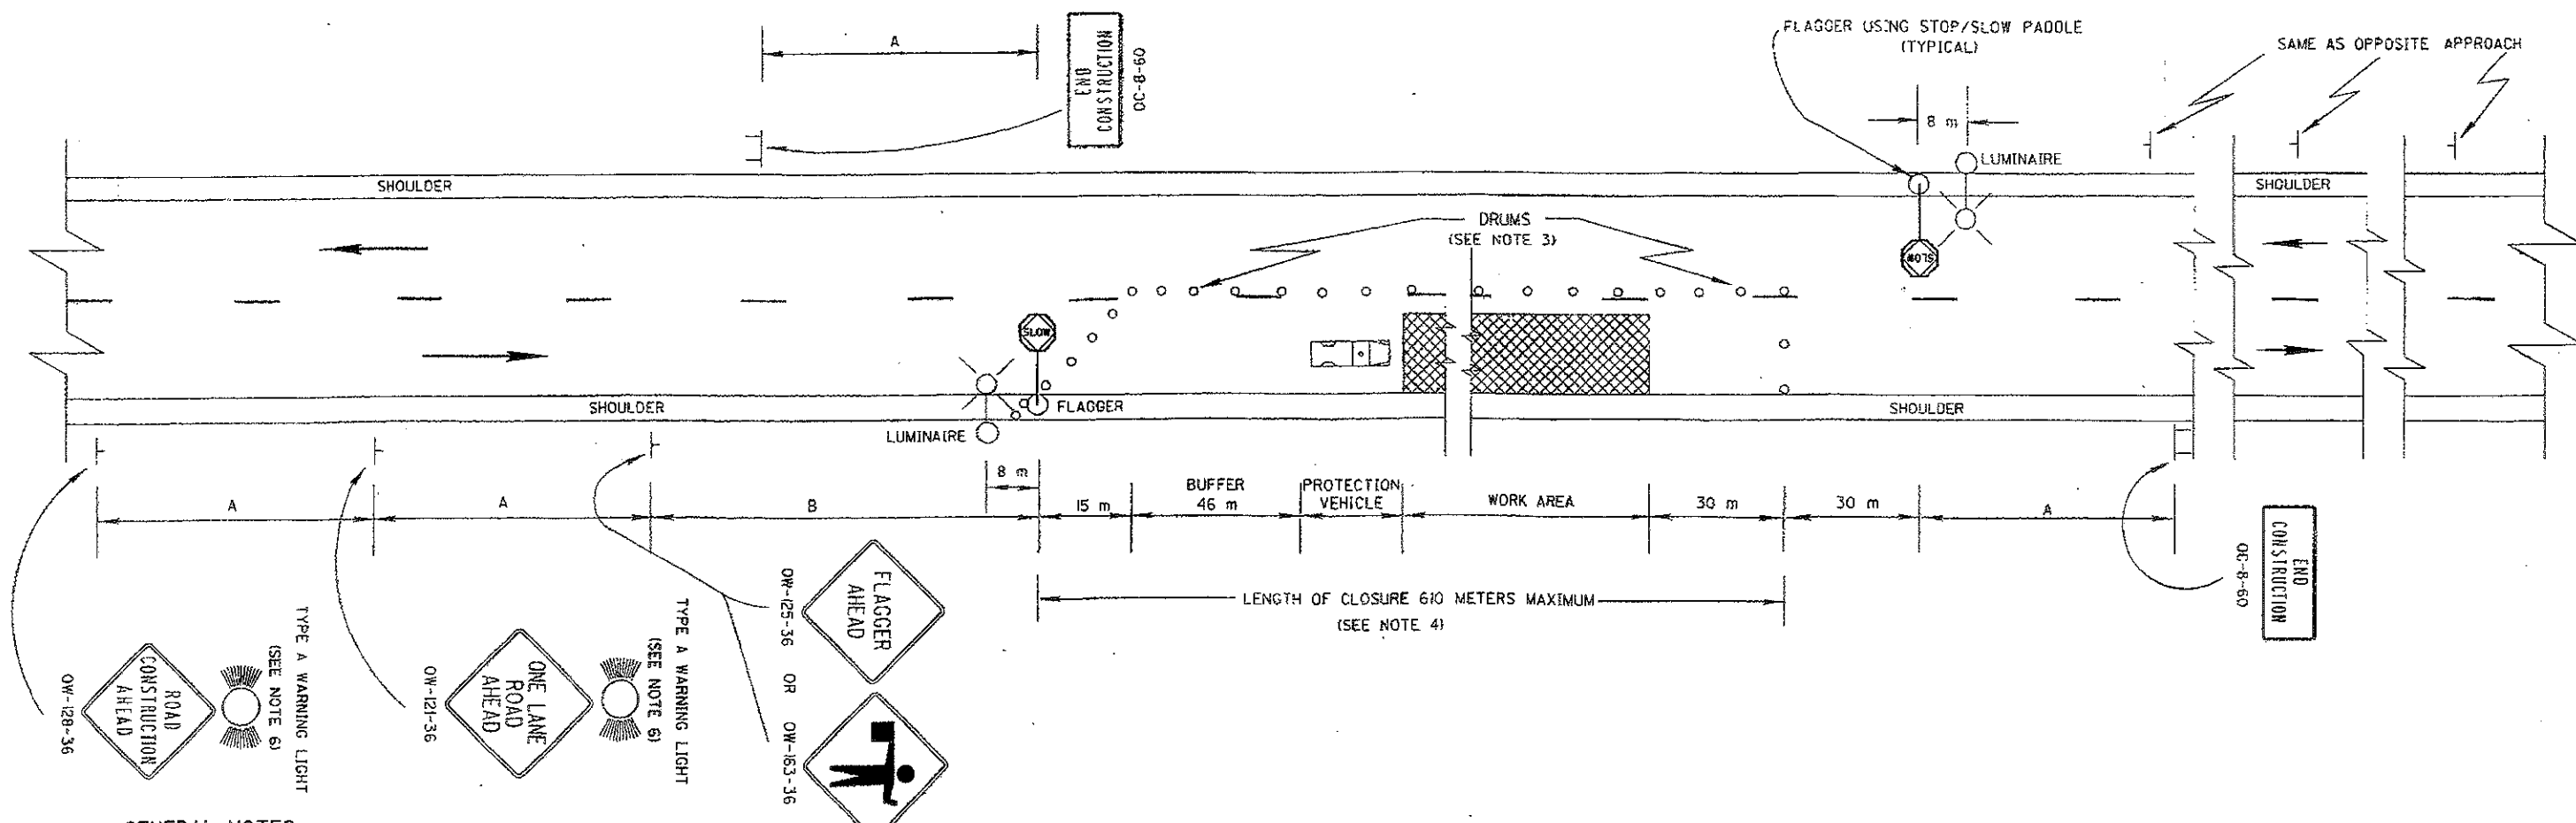 A
END
CONSTRUCTION
OC-8-60
FLAGGER USING STOP/SLOW PADDLE
(TYPICAL)
SAME AS OPPOSITE APPROACH
8 m
LUMINAIRE
SHOULDER
SHOULDER
DRUMS
(SEE NOTE 3)
SLOW
SLOW
SHOULDER
FLAGGER
SHOULDER
LUMINAIRE
8 m
A
A
B
15 m
BUFFER
46 m
PROTECTION
VEHICLE
WORK AREA
30 m
30 m
A
LENGTH OF CLOSURE 610 METERS MAXIMUM
(SEE NOTE 4)
END
CONSTRUCTION
OC-8-60
ROAD
CONSTRUCTION
AHEAD
OW-128-36
TYPE A WARNING LIGHT
(SEE NOTE 6)
ONE LANE
ROAD
AHEAD
OW-121-36
TYPE A WARNING LIGHT
(SEE NOTE 6)
FLAGGER
AHEAD
OW-125-36 OR OW-163-36
GENERAL NOTES